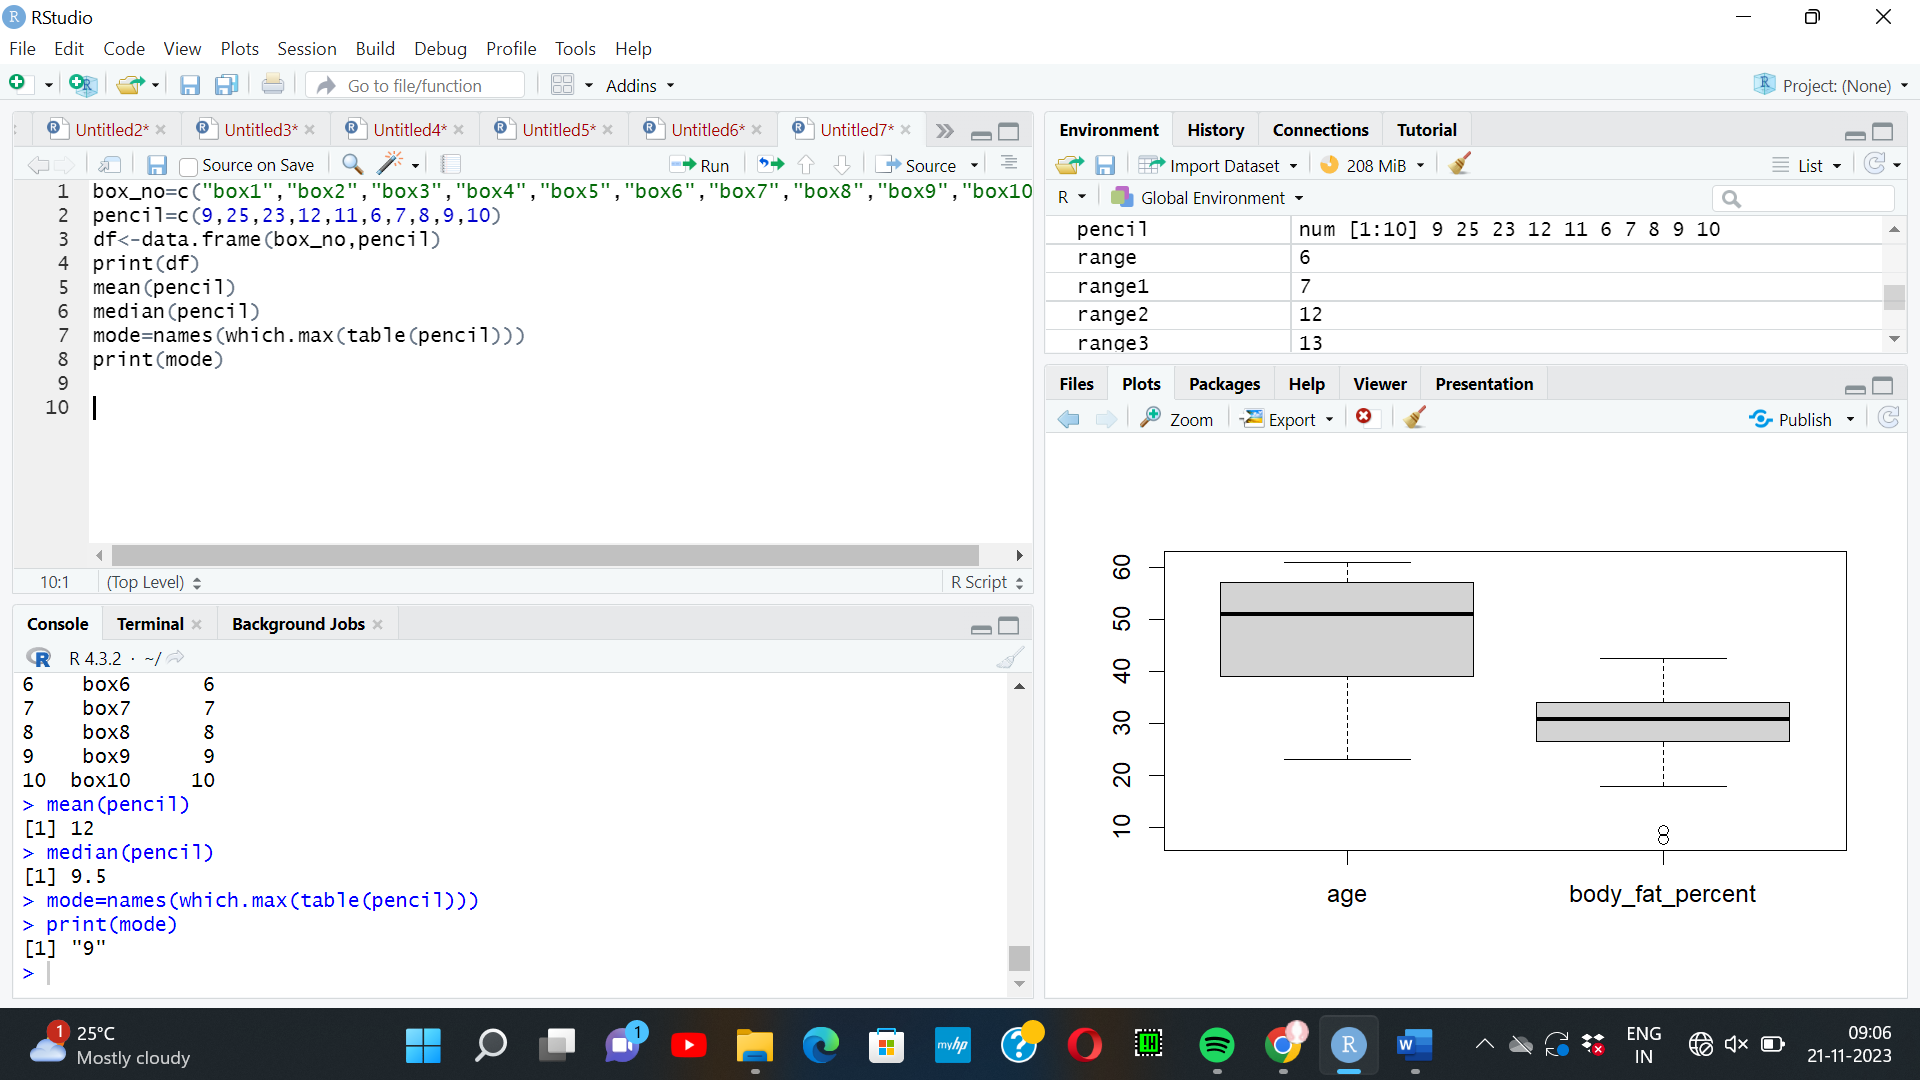 RStudio
File Edit Code View Plots Session Build Debug Profile Tools Help
Go to file/function Addins Project: (None)
Untitled2* Untitled3* Untitled4* Untitled5* Untitled6* Untitled7*
Source on Save Run Source
1 box_no=c("box1","box2","box3","box4","box5","box6","box7","box8","box9","box10
2 pencil=c(9,25,23,12,11,6,7,8,9,10)
3 df<-data.frame(box_no,pencil)
4 print(df)
5 mean(pencil)
6 median(pencil)
7 mode=names(which.max(table(pencil)))
8 print(mode)
9
10
10:1 (Top Level) R Script
Console Terminal Background Jobs
R 4.3.2 · ~/
6 box6 6
7 box7 7
8 box8 8
9 box9 9
10 box10 10
> mean(pencil)
[1] 12
> median(pencil)
[1] 9.5
> mode=names(which.max(table(pencil)))
> print(mode)
[1] "9"
>
Environment History Connections Tutorial
Import Dataset 208 MiB List
R Global Environment
pencil num [1:10] 9 25 23 12 11 6 7 8 9 10
range 6
range1 7
range2 12
range3 13
Files Plots Packages Help Viewer Presentation
Zoom Export Publish
60
50
40
30
20
10
age body_fat_percent
1 25°C
Mostly cloudy
1
myhp
ENG
IN
09:06
21-11-2023